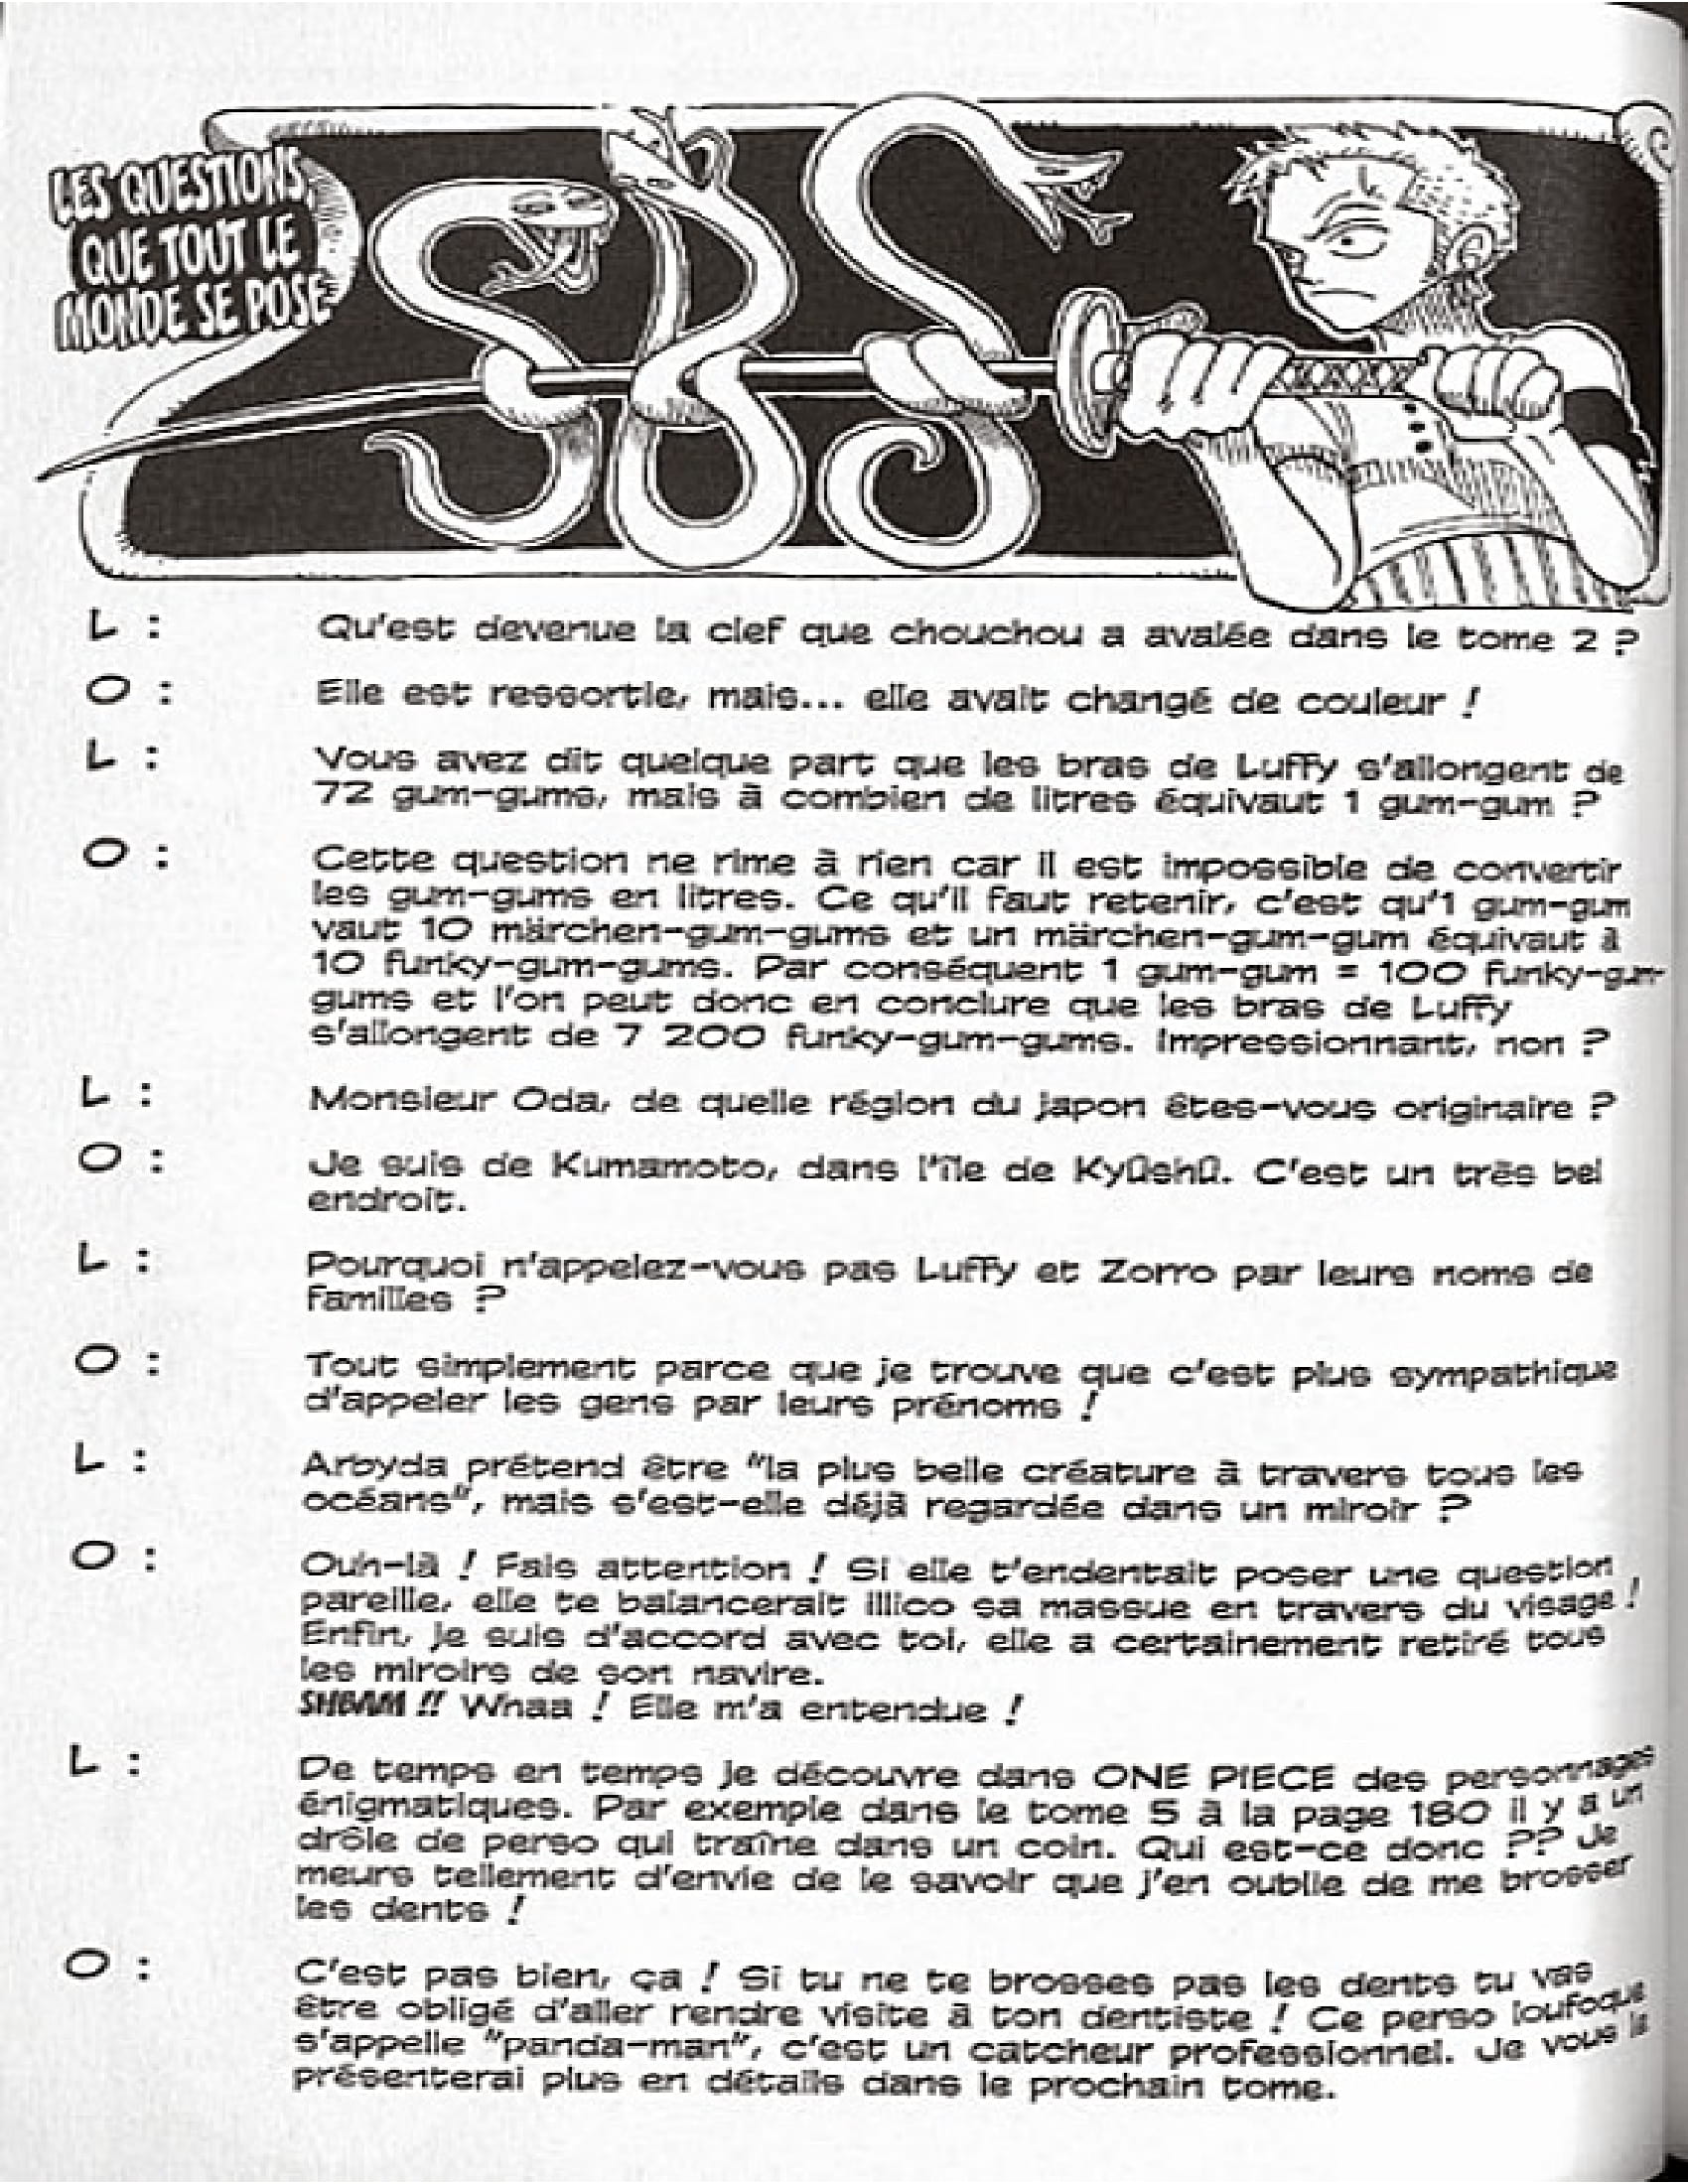 LES QUESTIONS
QUE TOUT LE
MONDE SE POSE
SBS
L : Qu'est devenue la clef que chouchou a avalée dans le tome 2 ?
O : Elle est ressortie, mais... elle avait changé de couleur !
L : Vous avez dit quelque part que les bras de Luffy s'allongent de
72 gum-gums, mais à combien de litres équivaut 1 gum-gum ?
O : Cette question ne rime à rien car il est impossible de convertir
les gum-gums en litres. Ce qu'il faut retenir, c'est qu'1 gum-gum
vaut 10 märchen-gum-gums et un märchen-gum-gum équivaut à
10 funky-gum-gums. Par conséquent 1 gum-gum = 100 funky-gum-
gums et l'on peut donc en conclure que les bras de Luffy
s'allongent de 7 200 funky-gum-gums. Impressionnant, non ?
L : Monsieur Oda, de quelle région du japon êtes-vous originaire ?
O : Je suis de Kumamoto, dans l'île de Kyûshû. C'est un très bel
endroit.
L : Pourquoi n'appelez-vous pas Luffy et Zorro par leurs noms de
familles ?
O : Tout simplement parce que je trouve que c'est plus sympathique
d'appeler les gens par leurs prénoms !
L : Arbyda prétend être "la plus belle créature à travers tous les
océans", mais s'est-elle déjà regardée dans un miroir ?
O : Ouh-là ! Fais attention ! Si elle t'endentait poser une question
pareille, elle te balancerait illico sa massue en travers du visage !
Enfin, je suis d'accord avec toi, elle a certainement retiré tous
les miroirs de son navire.
SHBAM !! Whaa ! Elle m'a entendue !
L : De temps en temps je découvre dans ONE PIECE des personnages
énigmatiques. Par exemple dans le tome 5 à la page 180 il y a un
drôle de perso qui traîne dans un coin. Qui est-ce donc ?? Je
meurs tellement d'envie de le savoir que j'en oublie de me brosser
les dents !
O : C'est pas bien, ça ! Si tu ne te brosses pas les dents tu vas
être obligé d'aller rendre visite à ton dentiste ! Ce perso loufoque
s'appelle "panda-man", c'est un catcheur professionnel. Je vous le
présenterai plus en détails dans le prochain tome.